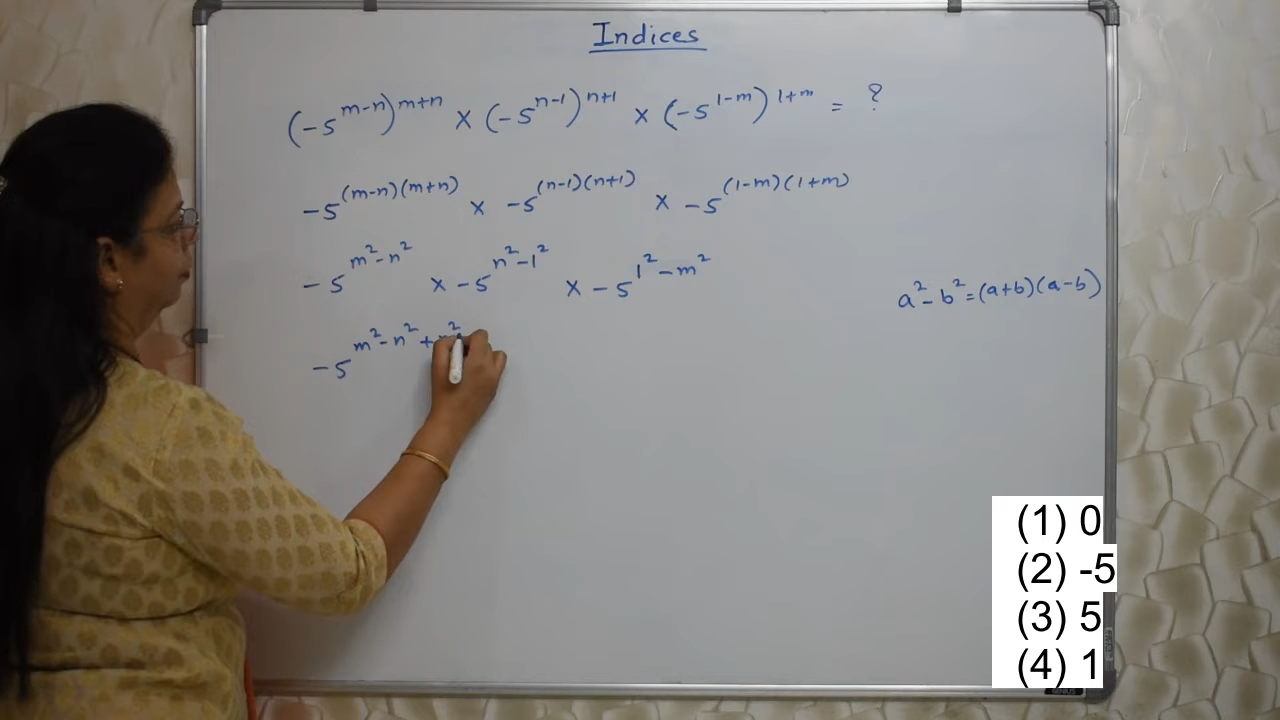 Indices
(-5^{m-n})^{m+n} × (-5^{n-1})^{n+1} × (-5^{1-m})^{1+m} = ?
-5^{(m-n)(m+n)} × -5^{(n-1)(n+1)} × -5^{(1-m)(1+m)}
-5^{m²-n²} × -5^{n²-1²} × -5^{1²-m²}
a²-b²=(a+b)(a-b)
-5^{m²-n²+n²}
(1) 0
(2) -5
(3) 5
(4) 1